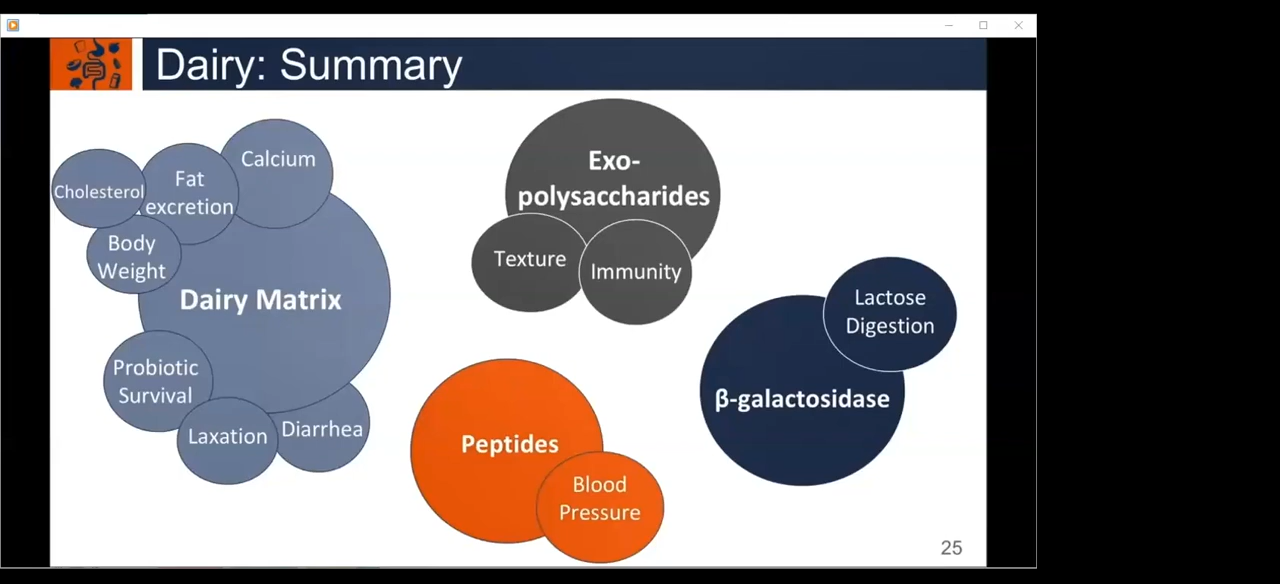 Dairy: Summary
Calcium
Fat
excretion
Cholesterol
Body
Weight
Dairy Matrix
Probiotic
Survival
Laxation
Diarrhea
Exo-
polysaccharides
Texture
Immunity
Peptides
Blood
Pressure
Lactose
Digestion
β-galactosidase
25